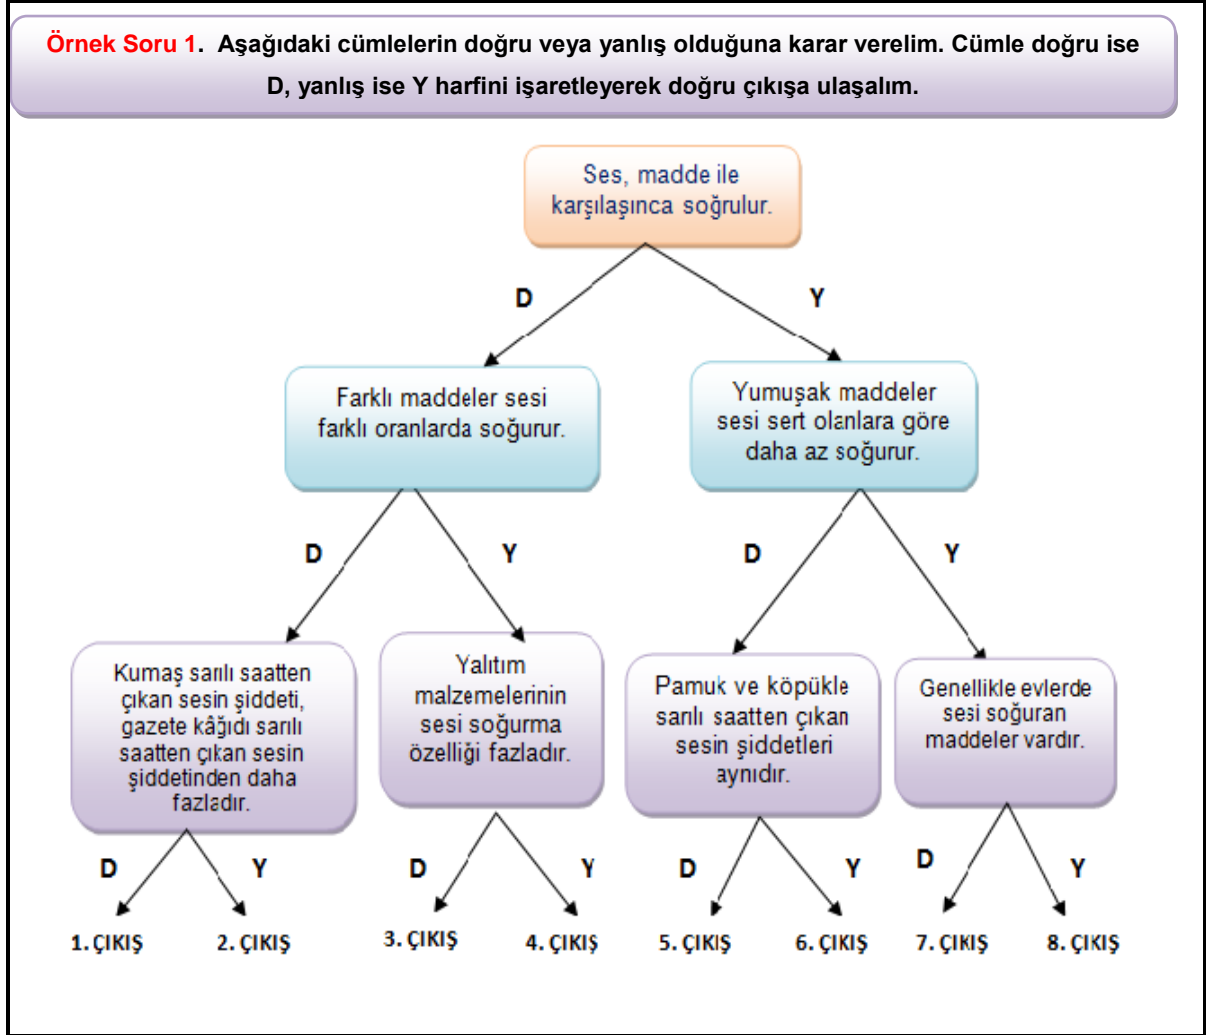 Örnek Soru 1. Aşağıdaki cümlelerin doğru veya yanlış olduğuna karar verelim. Cümle doğru ise
D, yanlış ise Y harfini işaretleyerek doğru çıkışa ulaşalım.
Ses, madde ile
karşılaşınca soğrulur.
D
Y
Farklı maddeler sesi
farklı oranlarda soğurur.
Yumuşak maddeler
sesi sert olanlara göre
daha az soğurur.
D
Y
D
Y
Kumaş sarılı saatten
çıkan sesin şiddeti,
gazete kâğıdı sarılı
saatten çıkan sesin
şiddetinden daha
fazladır.
Yalıtım
malzemelerinin
sesi soğurma
özelliği fazladır.
Pamuk ve köpükle
sarılı saatten çıkan
sesin şiddetleri
aynıdır.
Genellikle evlerde
sesi soğuran
maddeler vardır.
D
Y
D
Y
D
Y
D
Y
1. ÇIKIŞ
2. ÇIKIŞ
3. ÇIKIŞ
4. ÇIKIŞ
5. ÇIKIŞ
6. ÇIKIŞ
7. ÇIKIŞ
8. ÇIKIŞ